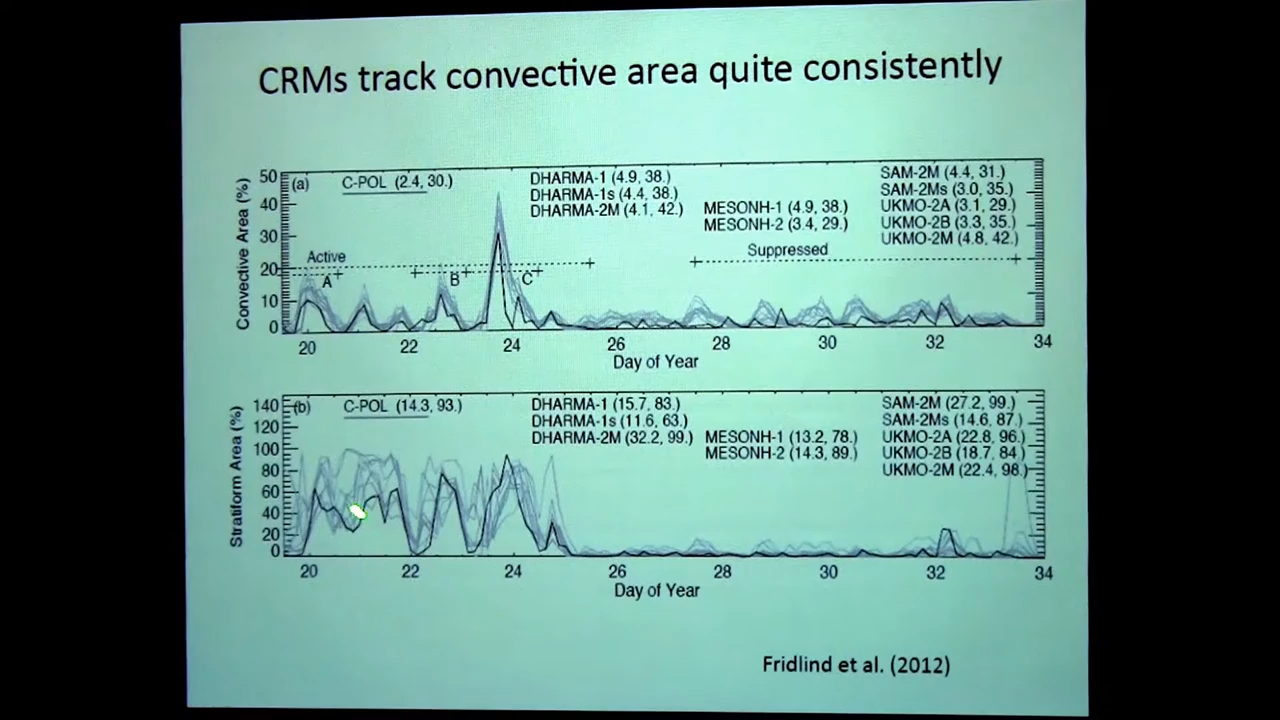 CRMs track convective area quite consistently
50
40
30
20
10
0
Convective Area (%)
(a)
C-POL (2.4, 30.)
DHARMA-1 (4.9, 38.)
DHARMA-1s (4.4, 38.)
DHARMA-2M (4.1, 42.)
MESONH-1 (4.9, 38.)
MESONH-2 (3.4, 29.)
SAM-2M (4.4, 31.)
SAM-2Ms (3.0, 35.)
UKMO-2A (3.1, 29.)
UKMO-2B (3.3, 35.)
UKMO-2M (4.8, 42.)
Active
Suppressed
A
B
C
20 22 24 26 28 30 32 34
Day of Year
140
120
100
80
60
40
20
0
Stratiform Area (%)
(b)
C-POL (14.3, 93.)
DHARMA-1 (15.7, 83.)
DHARMA-1s (11.6, 63.)
DHARMA-2M (32.2, 99.)
MESONH-1 (13.2, 78.)
MESONH-2 (14.3, 89.)
SAM-2M (27.2, 99.)
SAM-2Ms (14.6, 87.)
UKMO-2A (22.8, 96.)
UKMO-2B (18.7, 84.)
UKMO-2M (22.4, 98.)
20 22 24 26 28 30 32 34
Day of Year
Fridlind et al. (2012)